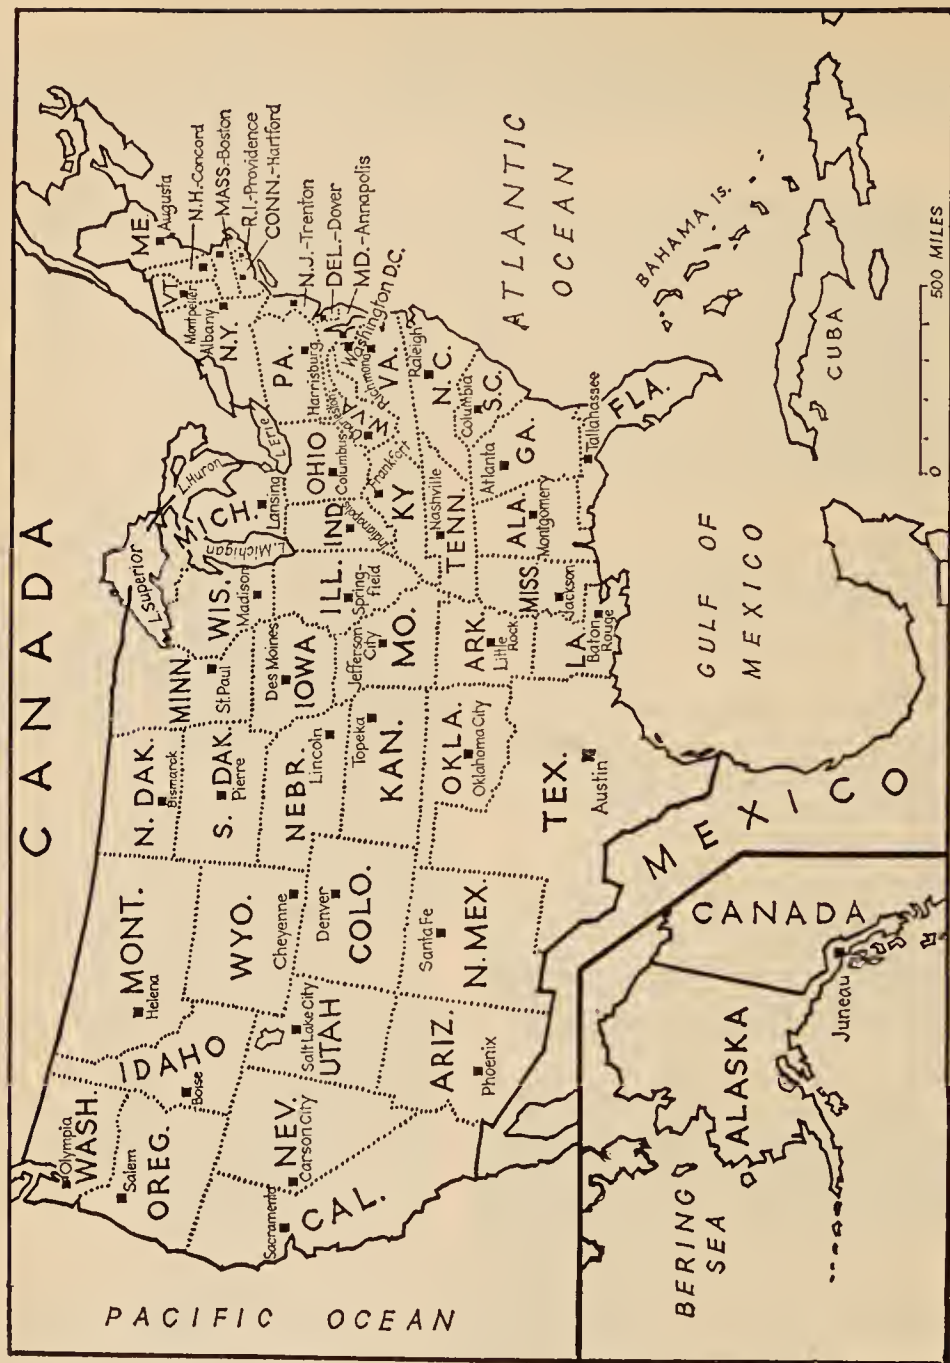 CANADA
WASH.
Olympia
OREG.
Salem
CAL.
Sacramento
NEV.
Carson City
IDAHO
Boise
MONT.
Helena
WYO.
Cheyenne
UTAH
Salt Lake City
COLO.
Denver
ARIZ.
Phoenix
N. MEX.
Santa Fe
N. DAK.
Bismarck
S. DAK.
Pierre
NEBR.
Lincoln
KAN.
Topeka
OKLA.
Oklahoma City
TEX.
Austin
MINN
St. Paul
IOWA
Des Moines
MO.
Jefferson
City
ARK.
Little
Rock
LA.
Baton
Rouge
WIS.
Madison
ILL.
Spring-
field
MISS
Jackson
L. Superior
L. Michigan
L. Huron
L. Erie
MICH.
Lansing
IND.
Indianapolis
OHIO
Columbus
KY
Frankfort
TENN.
Nashville
ALA.
Montgomery
GA.
Atlanta
FLA.
Tallahassee
S.C.
Columbia
N.C.
Raleigh
VA.
Richmond
W.VA.
Charleston
PA.
Harrisburg
N.Y.
Albany
VT.
Montpelier
ME.
Augusta
N.H.-Concord
MASS.-Boston
R.I.-Providence
CONN.-Hartford
N.J.-Trenton
DEL.-Dover
MD.-Annapolis
Washington D.C.
PACIFIC OCEAN
ATLANTIC
OCEAN
GULF OF
MEXICO
MEXICO
BAHAMA Is.
CUBA
0 500 MILES
BERING
SEA
ALASKA
Juneau
CANADA